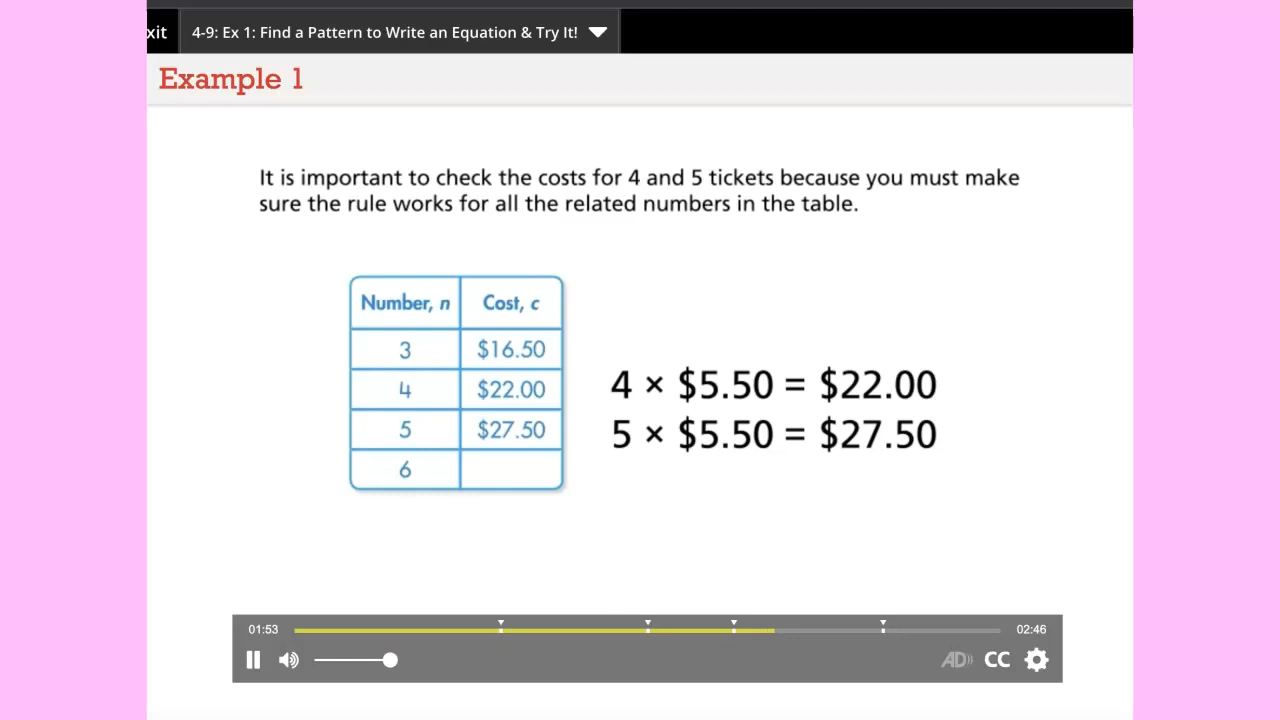 xit 4-9: Ex 1: Find a Pattern to Write an Equation & Try It!
Example 1
It is important to check the costs for 4 and 5 tickets because you must make
sure the rule works for all the related numbers in the table.
Number, n Cost, c
3 $16.50
4 $22.00
5 $27.50
6
4 × $5.50 = $22.00
5 × $5.50 = $27.50
01:53 02:46
AD CC